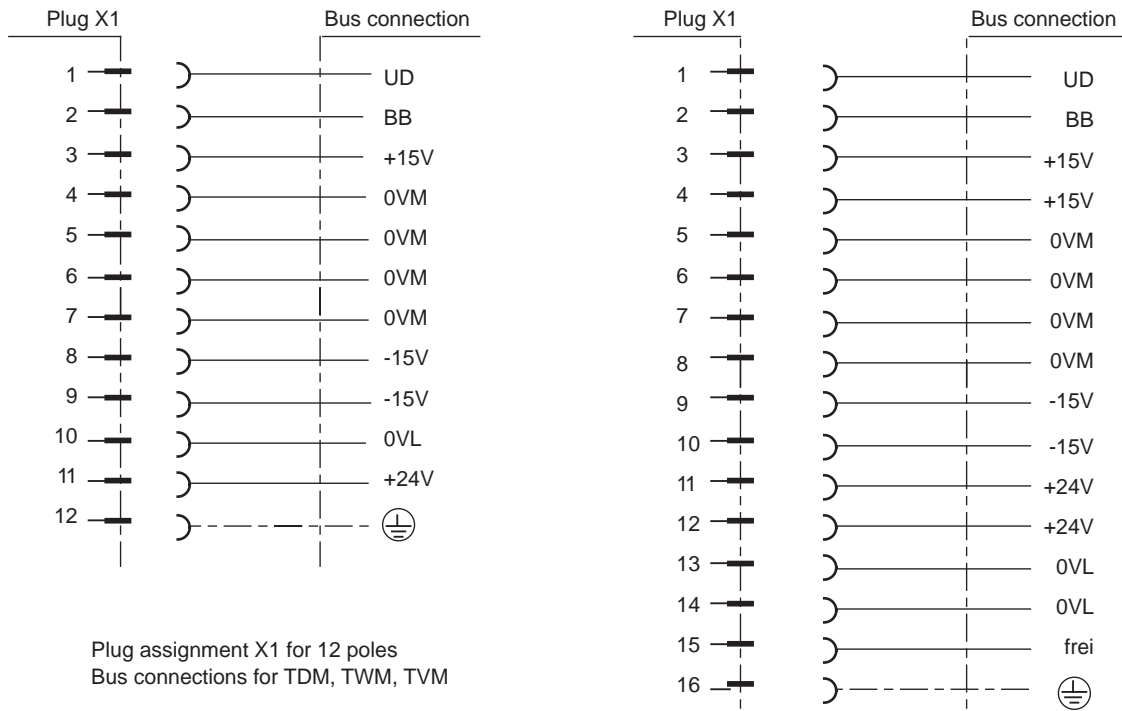 Plug X1 Bus connection
1 UD
2 BB
3 +15V
4 0VM
5 0VM
6 0VM
7 0VM
8 -15V
9 -15V
10 0VL
11 +24V
12
Plug assignment X1 for 12 poles
Bus connections for TDM, TWM, TVM
Plug X1 Bus connection
1 UD
2 BB
3 +15V
4 +15V
5 0VM
6 0VM
7 0VM
8 0VM
9 -15V
10 -15V
11 +24V
12 +24V
13 0VL
14 0VL
15 frei
16